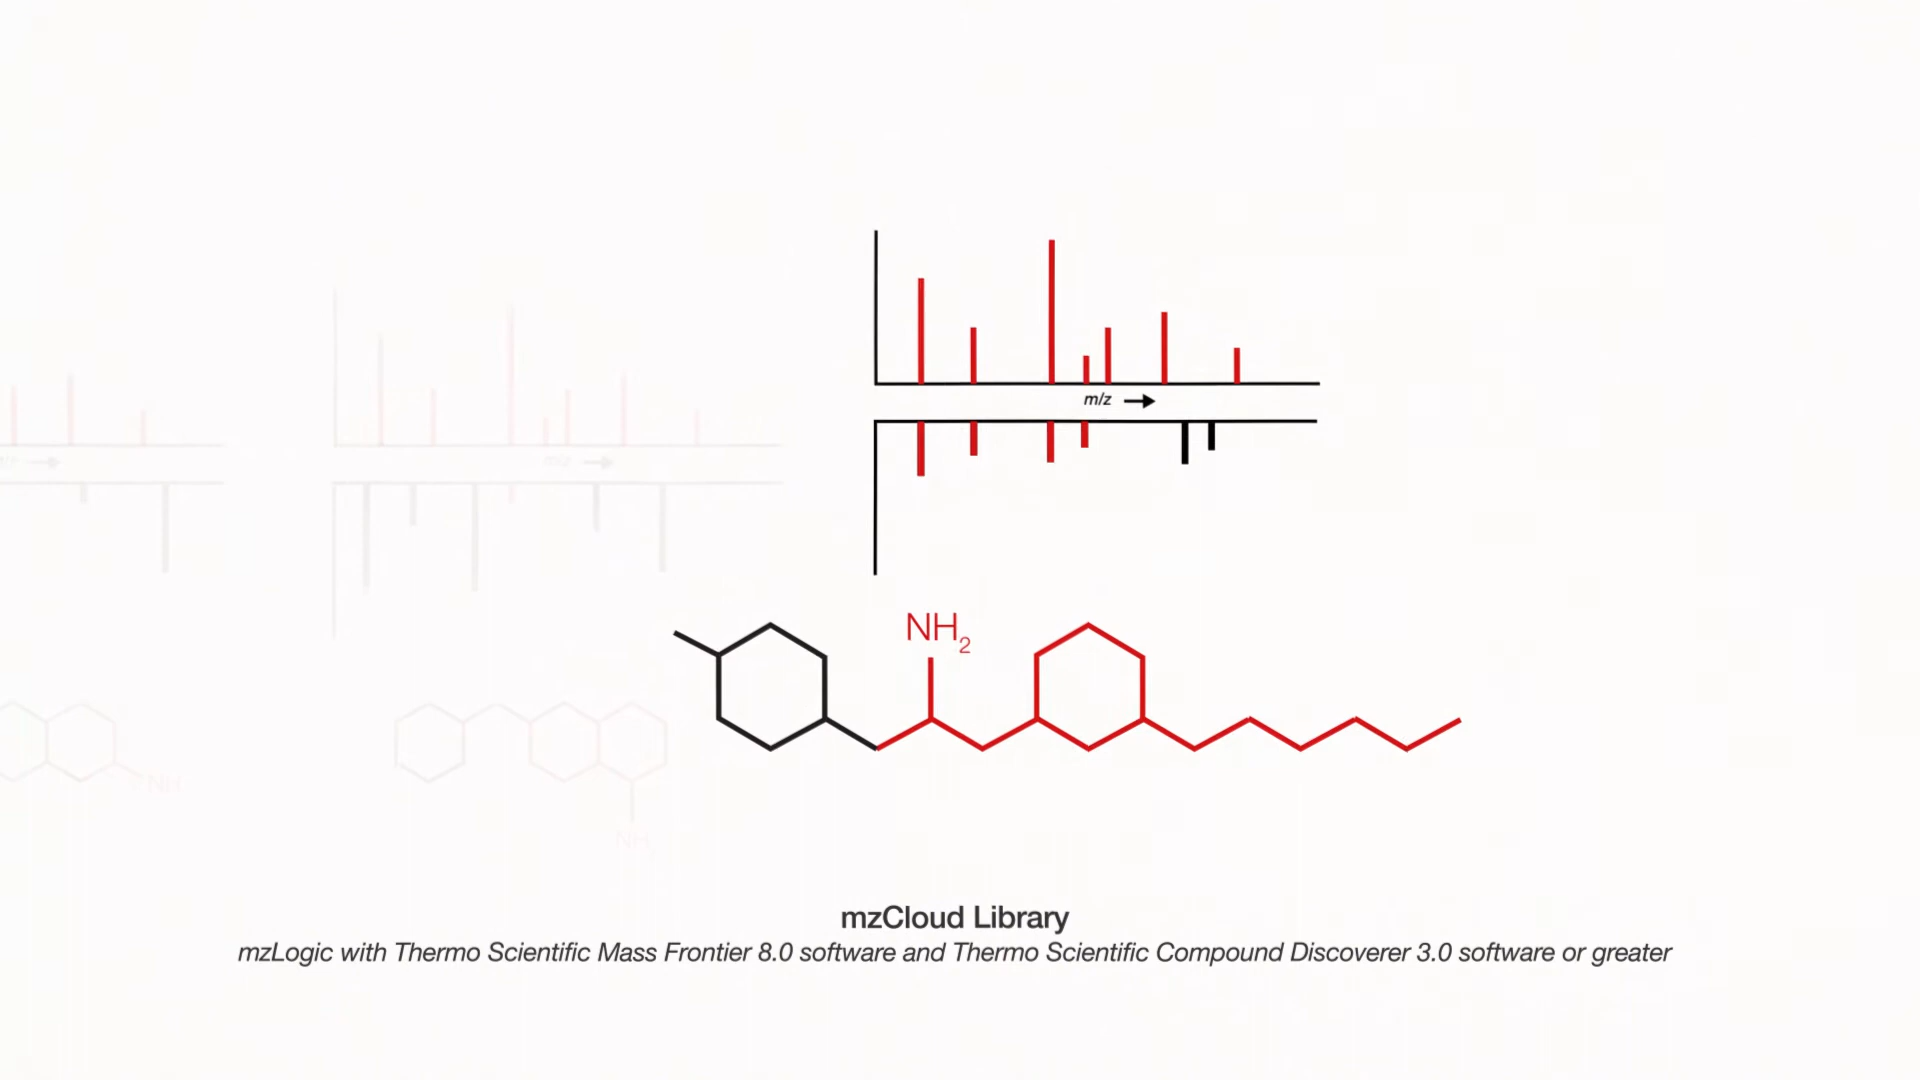 m/z
NH2
mzCloud Library
mzLogic with Thermo Scientific Mass Frontier 8.0 software and Thermo Scientific Compound Discoverer 3.0 software or greater